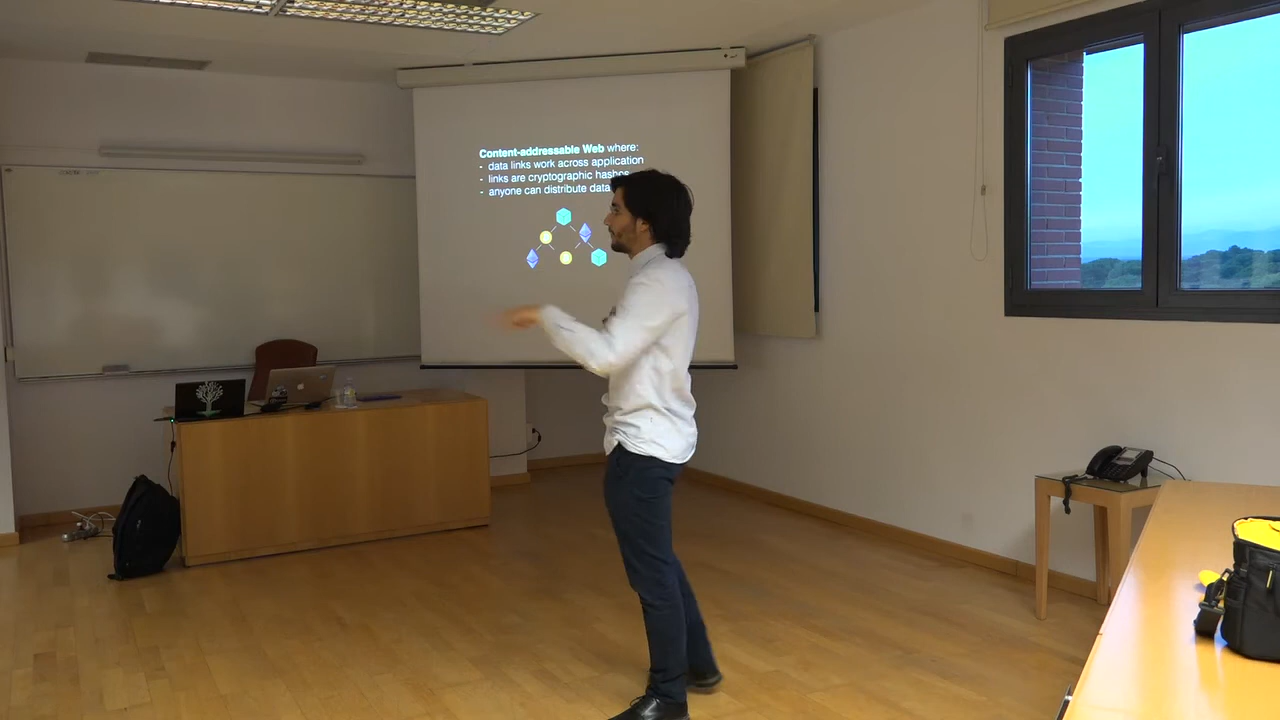 Content-addressable Web where:
- data links work across application
- links are cryptographic hashes
- anyone can distribute data